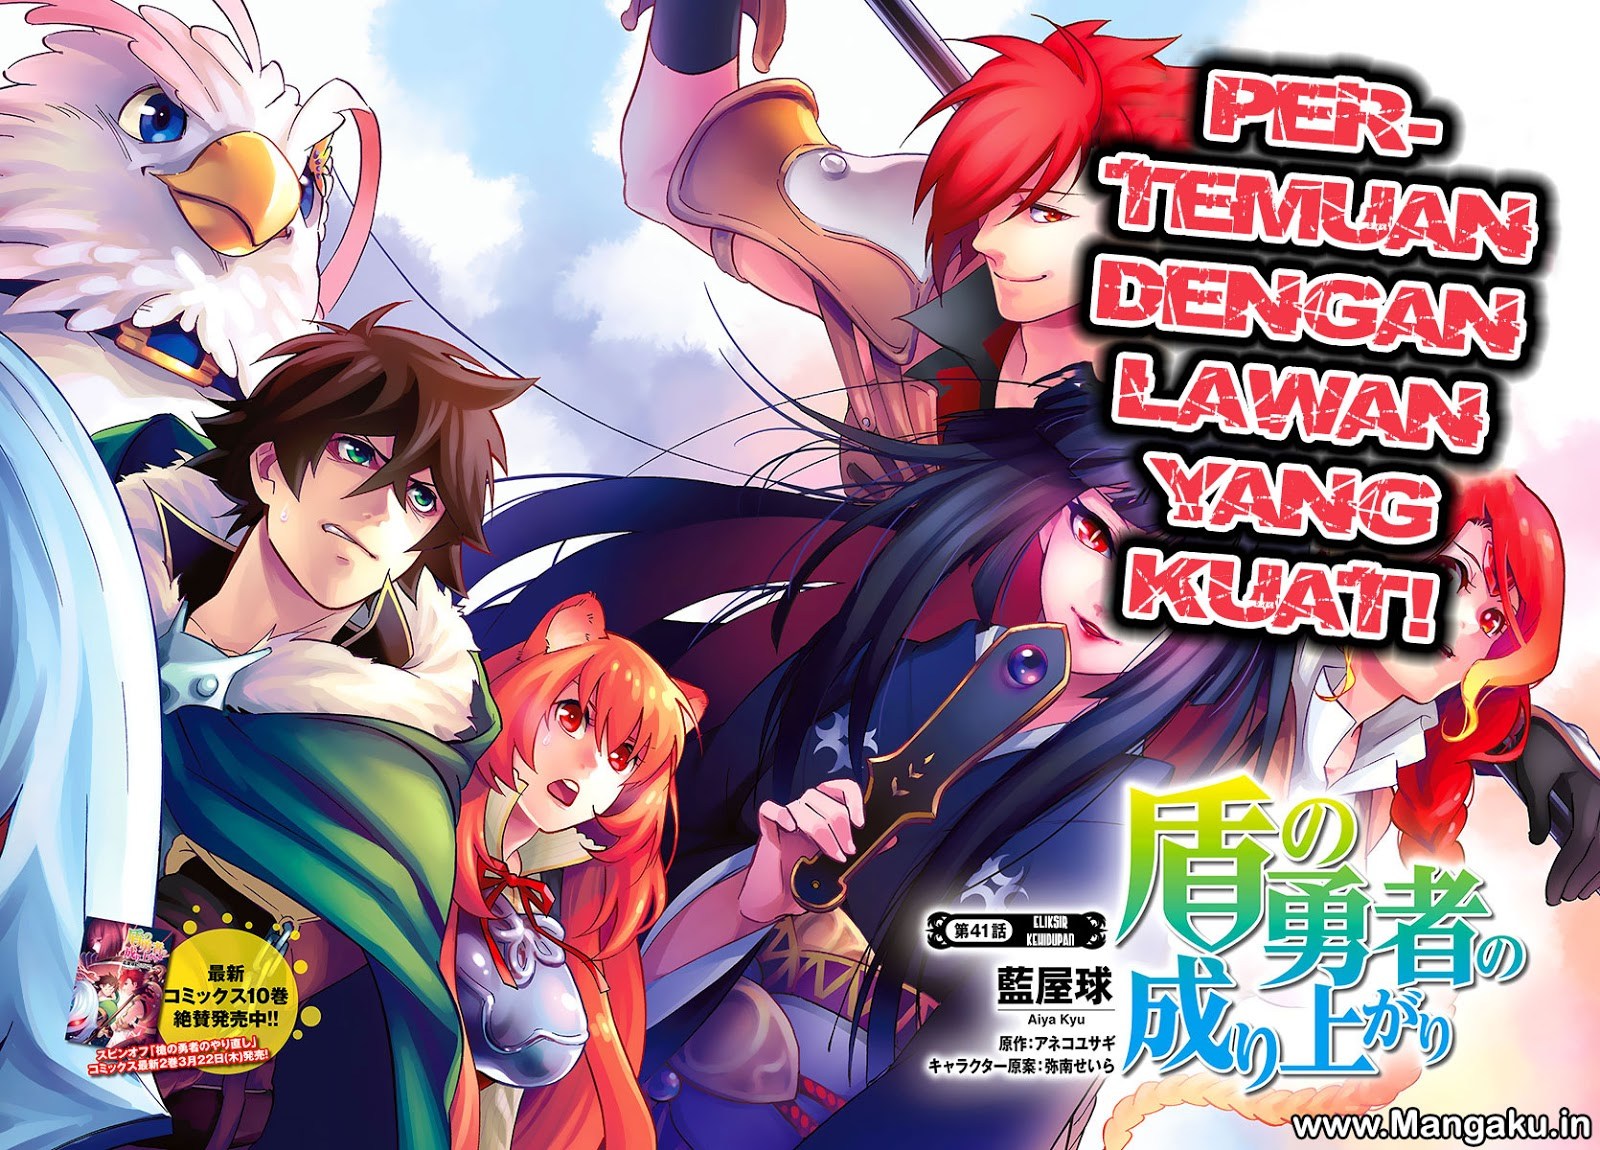 PER-
TEMUAN
DENGAN
LAWAN
YANG
KUAT!
盾の勇者の
成り上がり
第41話
ELIKSIR
KEHIDUPAN
藍屋球
Aiya Kyu
原作：アネコユサギ
キャラクター原案：弥南せいら
最新
コミックス10巻
絶賛発売中!!
スピンオフ「槍の勇者のやり直し」
コミックス最新2巻3月22日(木)発売!
www.Mangaku.in